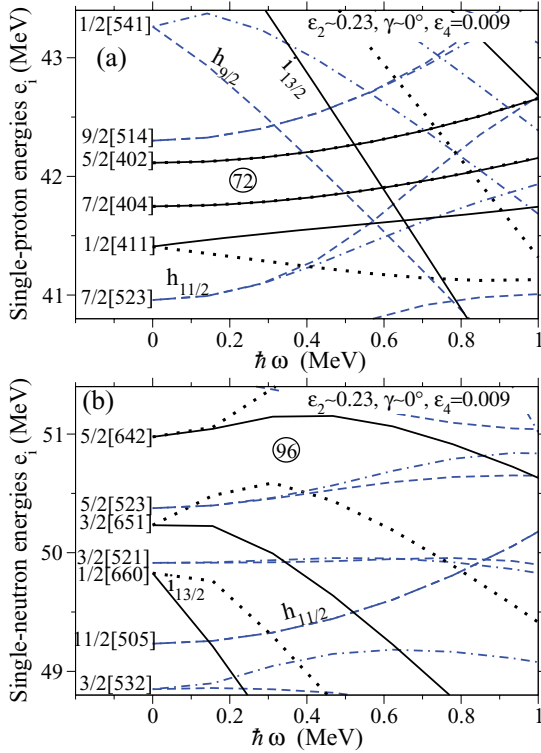 1/2[541]
(a)
h9/2
i13/2
ε2~0.23, γ~0°, ε4=0.009
43
9/2[514]
5/2[402]
72
42
7/2[404]
1/2[411]
h11/2
7/2[523]
41
Single-proton energies ei (MeV)
0 0.2 0.4 0.6 0.8 1
ħ ω (MeV)
(b)
ε2~0.23, γ~0°, ε4=0.009
5/2[642]
51
96
5/2[523]
3/2[651]
50
3/2[521]
1/2[660]
i13/2
h11/2
11/2[505]
49
3/2[532]
Single-neutron energies ei (MeV)
0 0.2 0.4 0.6 0.8 1
ħ ω (MeV)